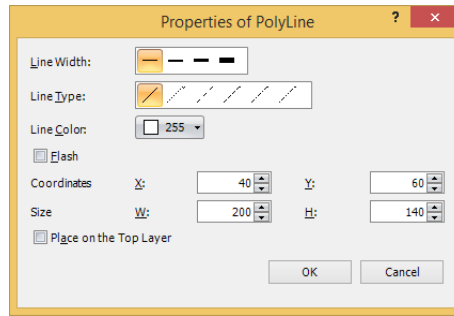 Properties of PolyLine ? ×
Line Width:
Line Type:
Line Color: 255
Flash
Coordinates X: 40 Y: 60
Size W: 200 H: 140
Place on the Top Layer
OK Cancel